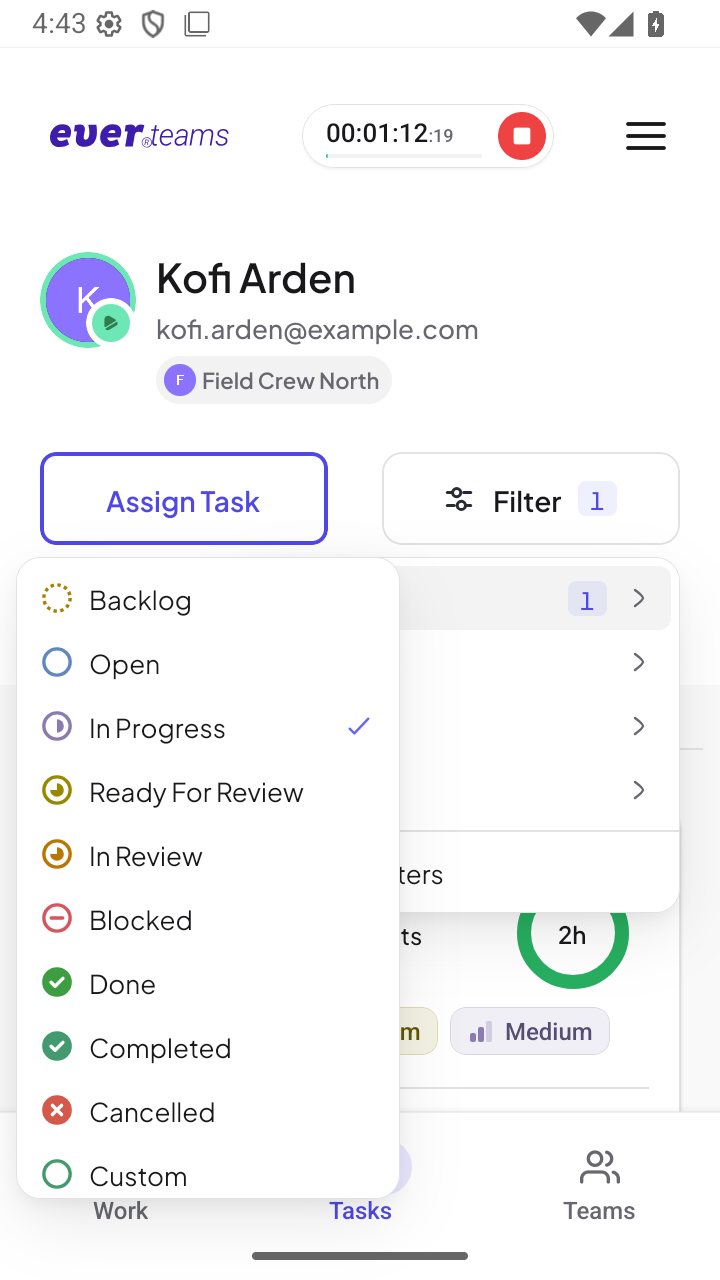 4:43
ever®teams
00:01:12:19
K
Kofi Arden
kofi.arden@example.com
F Field Crew North
Assign Task
Filter 1
Backlog
1
Open
In Progress
Ready For Review
In Review
ters
Blocked
ts
2h
Done
m
Medium
Completed
Cancelled
Custom
Work
Tasks
Teams